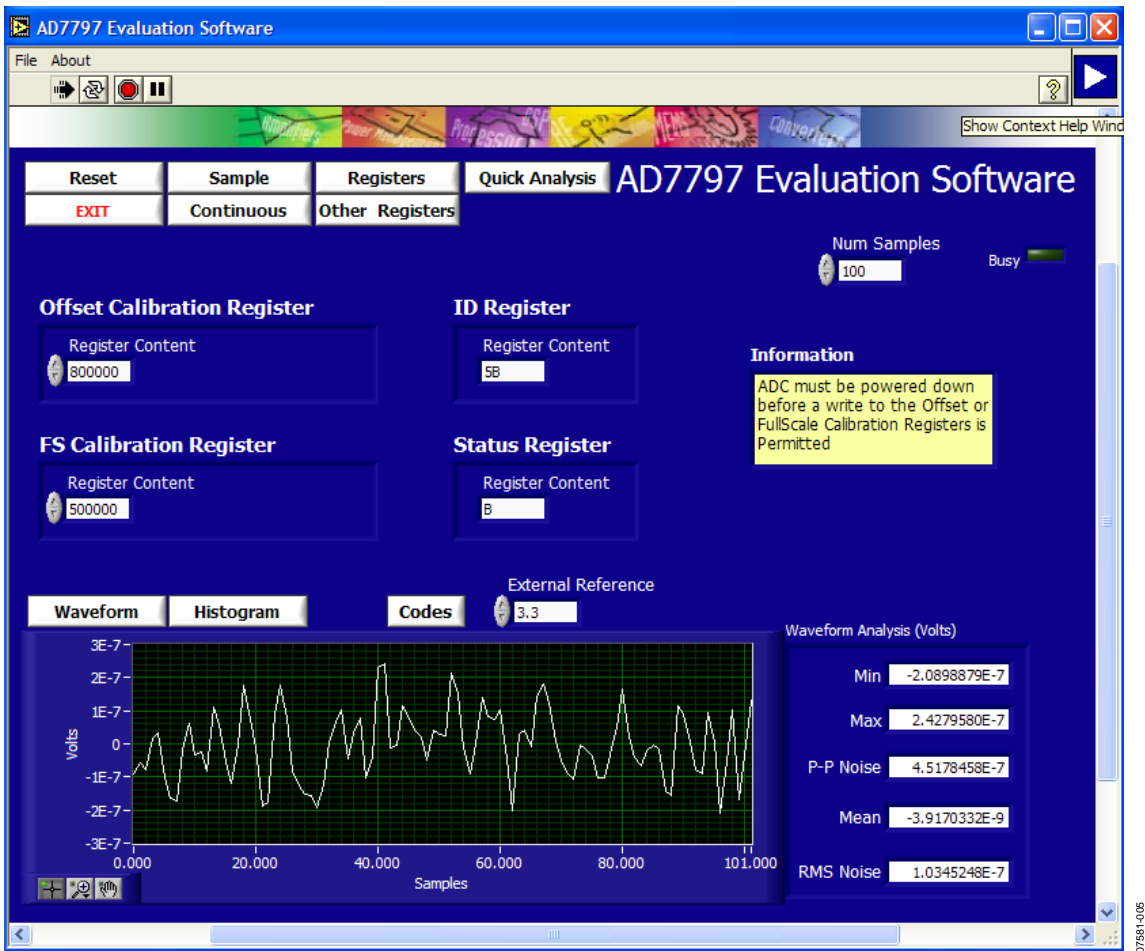 AD7797 Evaluation Software
File About
Amplifiers Power Processors DSP MEMS Converters
Show Context Help Wind
Reset Sample Registers Quick Analysis AD7797 Evaluation Software
EXIT Continuous Other Registers
Num Samples
100
Busy
Offset Calibration Register
Register Content
800000
ID Register
Register Content
5B
Information
ADC must be powered down
before a write to the Offset or
FullScale Calibration Registers is
Permitted
FS Calibration Register
Register Content
500000
Status Register
Register Content
B
External Reference
3.3
Waveform Histogram Codes
Waveform Analysis (Volts)
3E-7
2E-7
1E-7
0
-1E-7
-2E-7
-3E-7
Volts
0.000 20.000 40.000 60.000 80.000 101.000
Samples
Min -2.0898879E-7
Max 2.4279580E-7
P-P Noise 4.5178458E-7
Mean -3.9170332E-9
RMS Noise 1.0345248E-7
07581-005